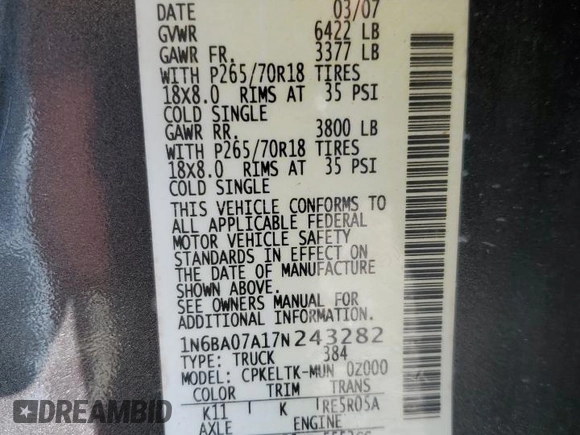 DATE 03/07
GVWR 6422 LB
GAWR FR. 3377 LB
WITH P265/70R18 TIRES
18X8.0 RIMS AT 35 PSI
COLD SINGLE
GAWR RR. 3800 LB
WITH P265/70R18 TIRES
18X8.0 RIMS AT 35 PSI
COLD SINGLE
THIS VEHICLE CONFORMS TO
ALL APPLICABLE FEDERAL
MOTOR VEHICLE SAFETY
STANDARDS IN EFFECT ON
THE DATE OF MANUFACTURE
SHOWN ABOVE.
SEE OWNERS MANUAL FOR
ADDITIONAL INFORMATION
1N6BA07A17N243282
TYPE: TRUCK 384
MODEL: CPKELTK-MUN 0Z000
COLOR TRIM TRANS
K11 K RE5R05A
AXLE ENGINE
DREAMBID